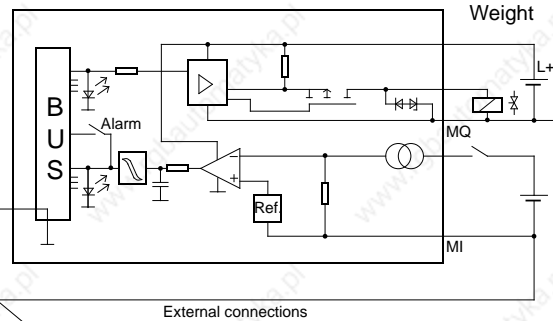 Weight
L+
B
U
S
Alarm
MQ
Ref.
MI
External connections